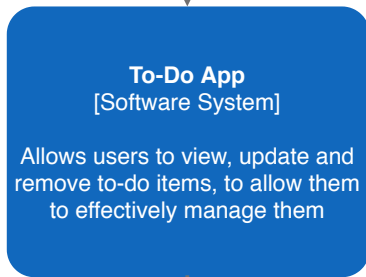 To-Do App
[Software System]
Allows users to view, update and
remove to-do items, to allow them
to effectively manage them